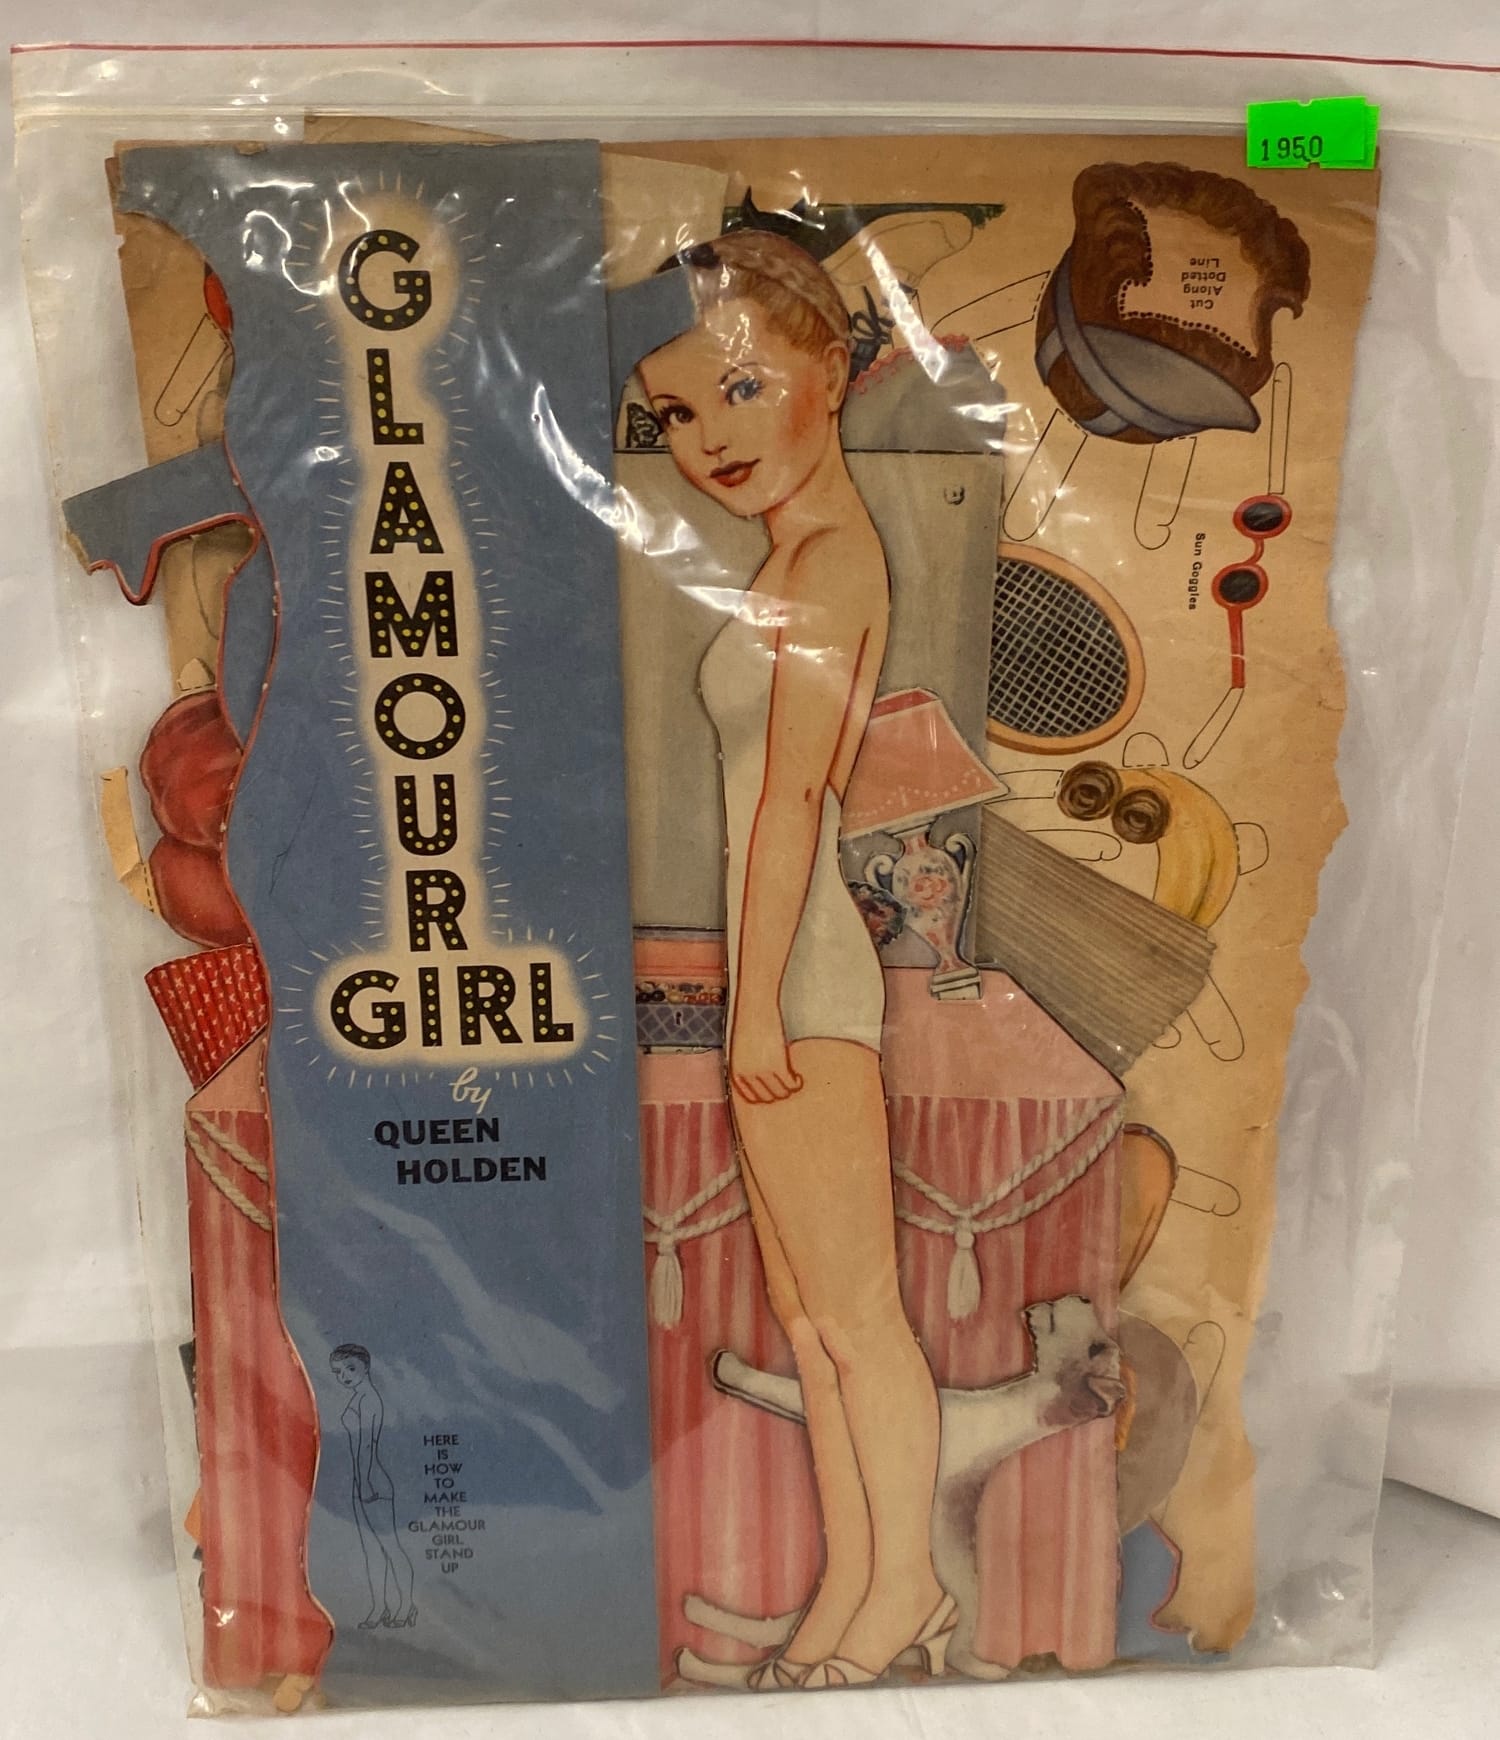 1950
GLAMOUR
GIRL
by
QUEEN
HOLDEN
HERE
IS
HOW
TO
MAKE
THE
GLAMOUR
GIRL
STAND
UP
Cut
Along
Dotted
Line
Sun Goggles